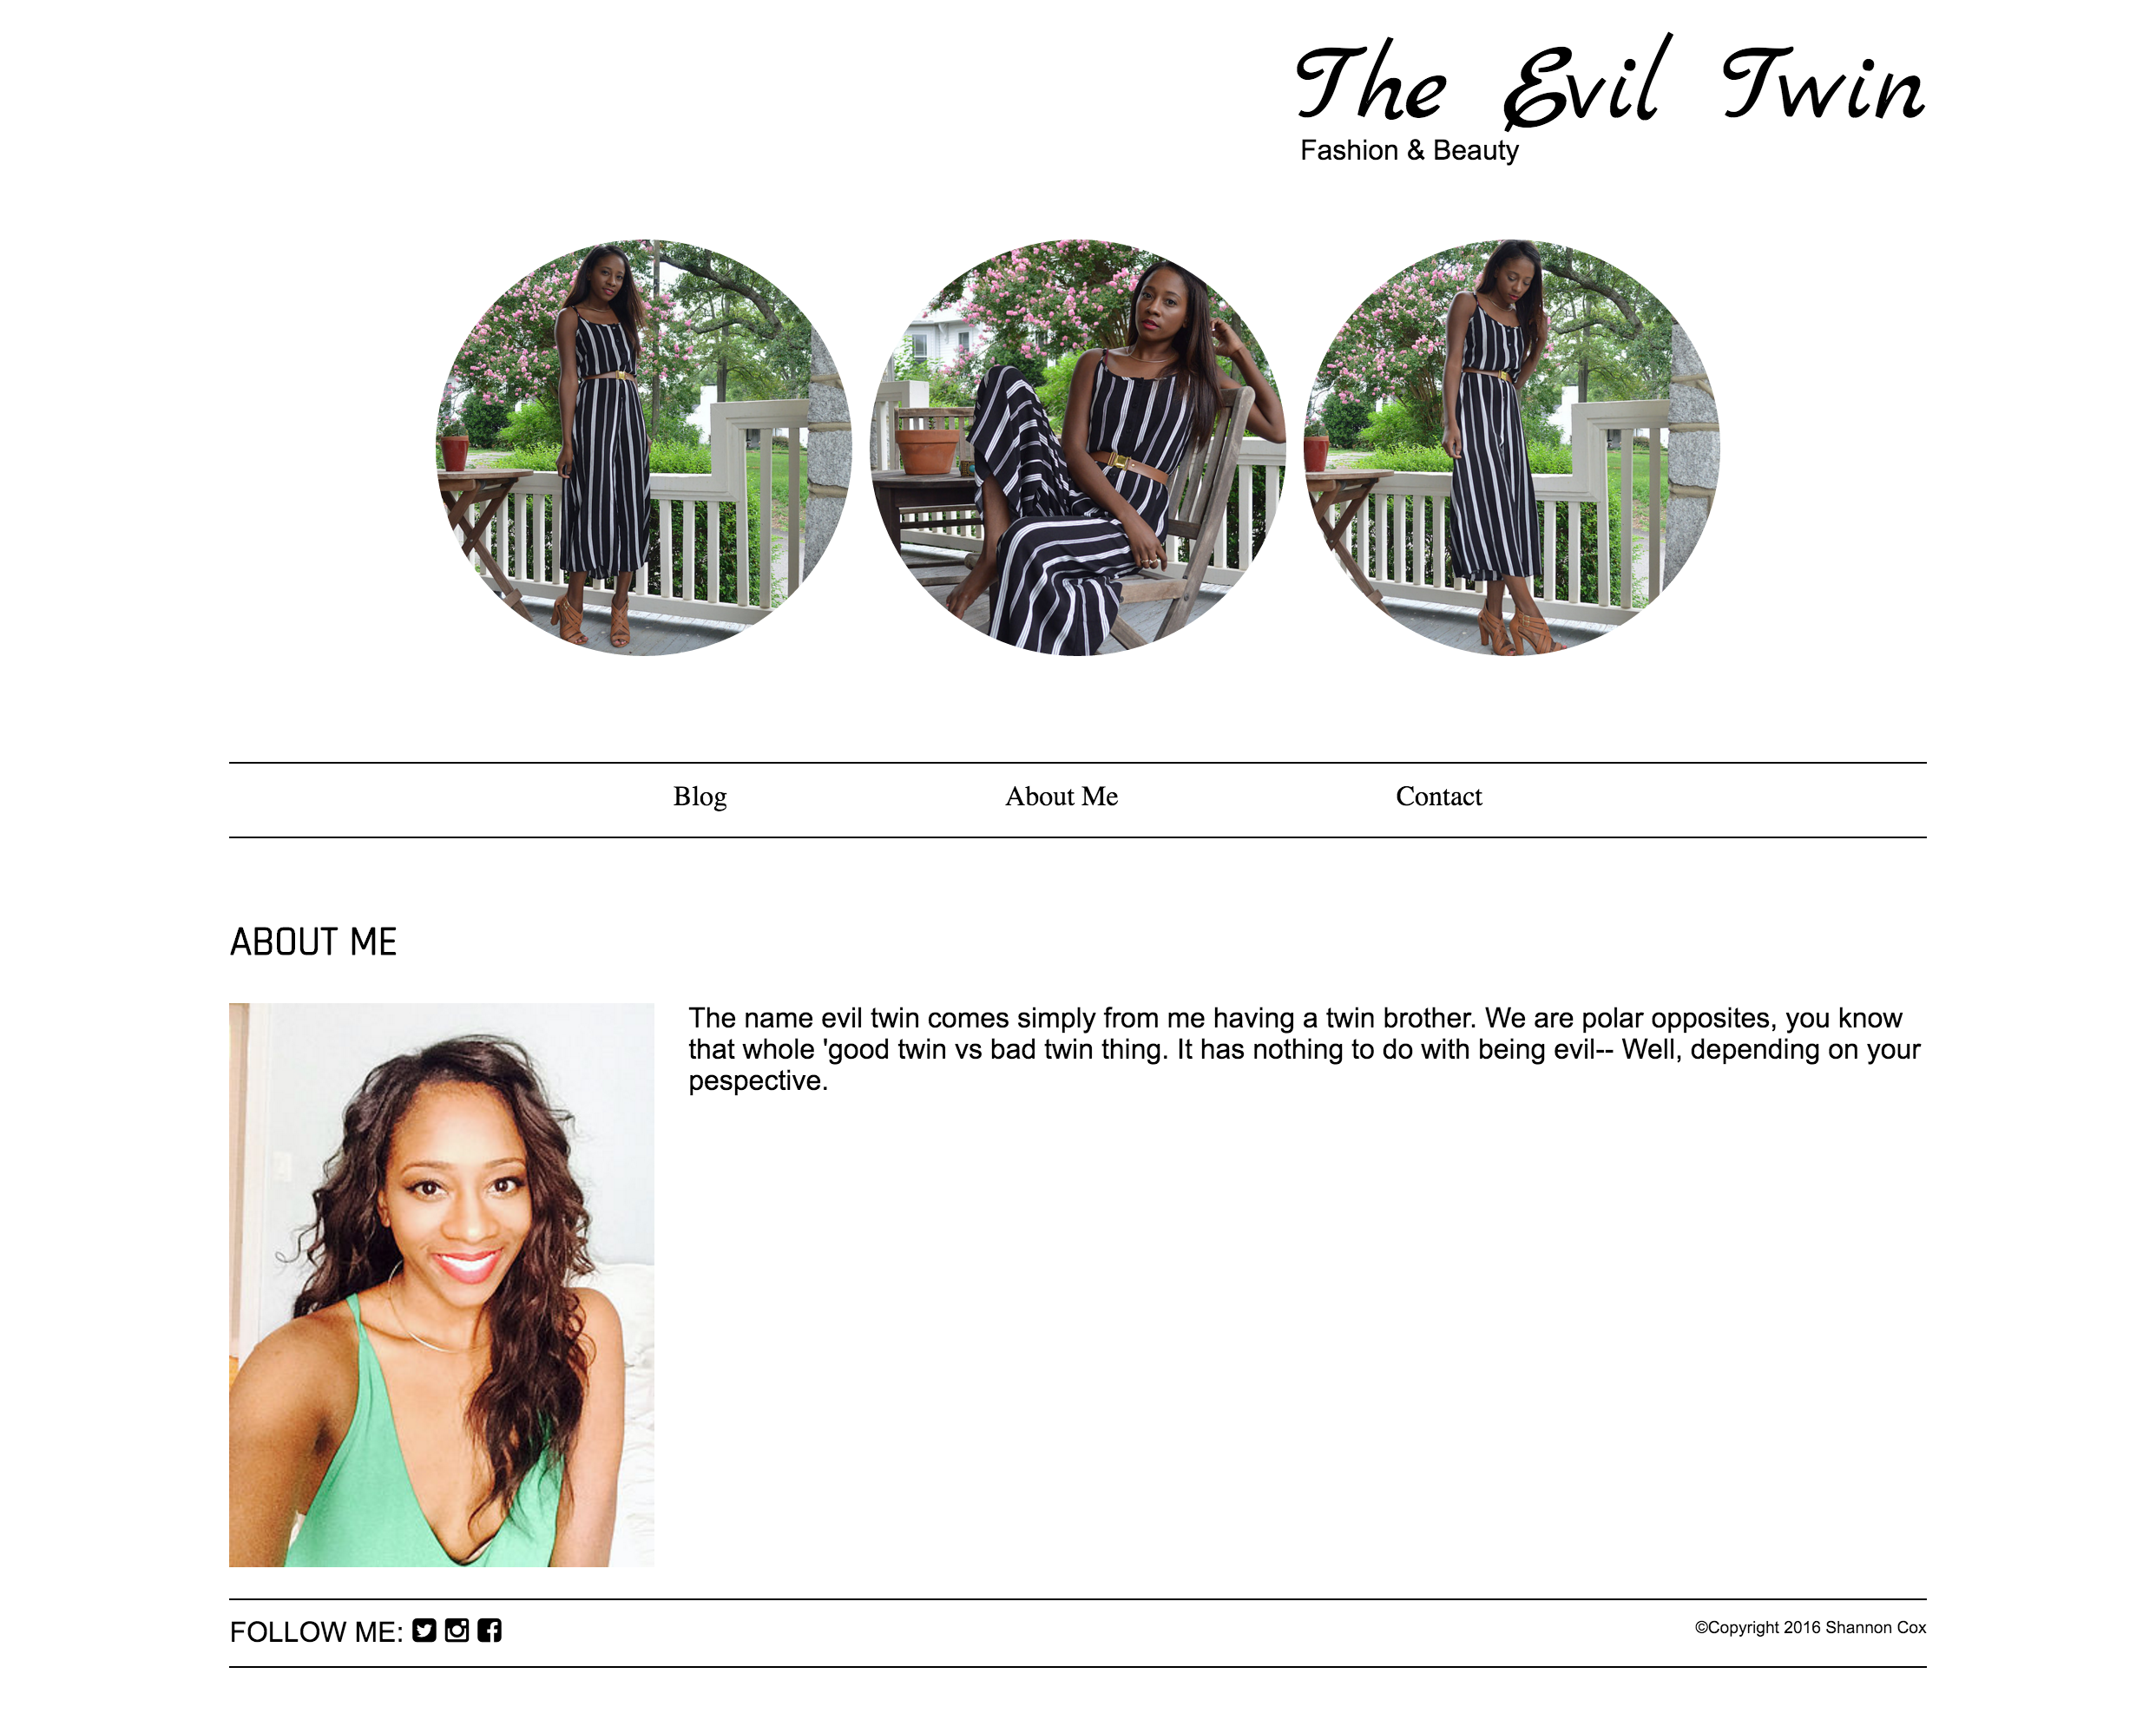 The Evil Twin
Fashion & Beauty
Blog
About Me
Contact
ABOUT ME
The name evil twin comes simply from me having a twin brother. We are polar opposites, you know
that whole 'good twin vs bad twin thing. It has nothing to do with being evil-- Well, depending on your
pespective.
FOLLOW ME:
©Copyright 2016 Shannon Cox